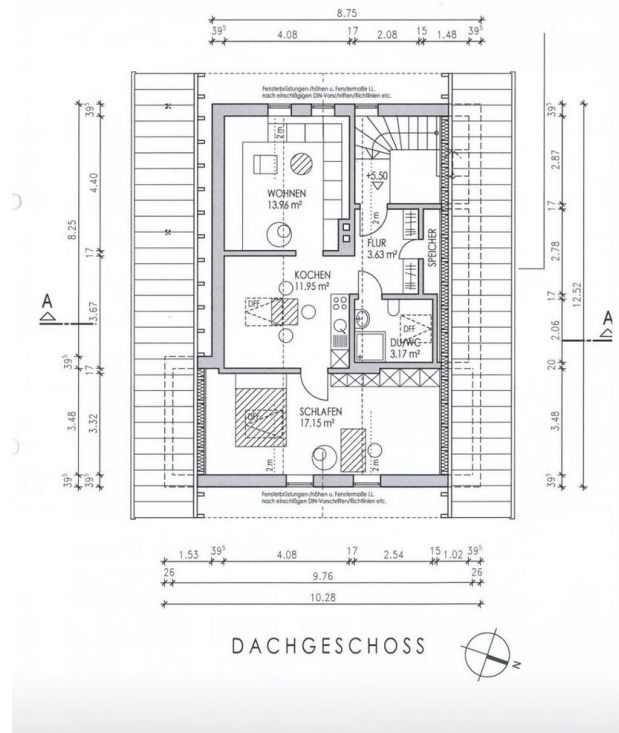 8.75
39⁵ 4.08 17 2.08 15 1.48 39⁵
Fensterbrüstungen-/höhen u. Fenstermaße i.L.
nach einschlägigen DIN-Vorschriften/Richtlinien etc.
2 m
WOHNEN
13.96 m²
+5.50
2 m
FLUR
3.63 m²
SPEICHER
KOCHEN
11.95 m²
DFF
DFF
DU/WC
3.17 m²
SCHLAFEN
17.15 m²
DFF
2 m
2 m
Fensterbrüstungen-/höhen u. Fenstermaße i.L.
nach einschlägigen DIN-Vorschriften/Richtlinien etc.
8.25
39⁵
3.48
39⁵
39⁵
4.40
17
3.67
17
3.32
39⁵
A
A
39⁵
2.87
17
2.78
17
2.06
20
3.48
39⁵
12.52
1.53 39⁵ 4.08 17 2.54 15 1.02 39⁵
26 9.76 26
10.28
DACHGESCHOSS
N